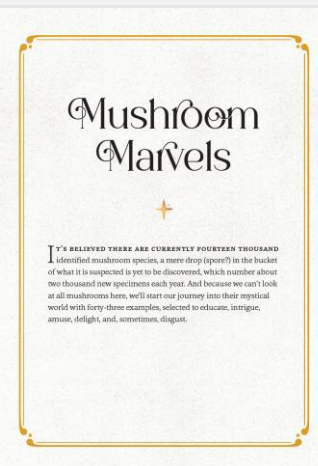 Mushroom
Marvels
IT'S BELIEVED THERE ARE CURRENTLY FOURTEEN THOUSAND
identified mushroom species, a mere drop (spore?) in the bucket
of what it is suspected is yet to be discovered, which number about
two thousand new specimens each year. And because we can't look
at all mushrooms here, we'll start our journey into their mystical
world with forty-three examples, selected to educate, intrigue,
amuse, delight, and, sometimes, disgust.